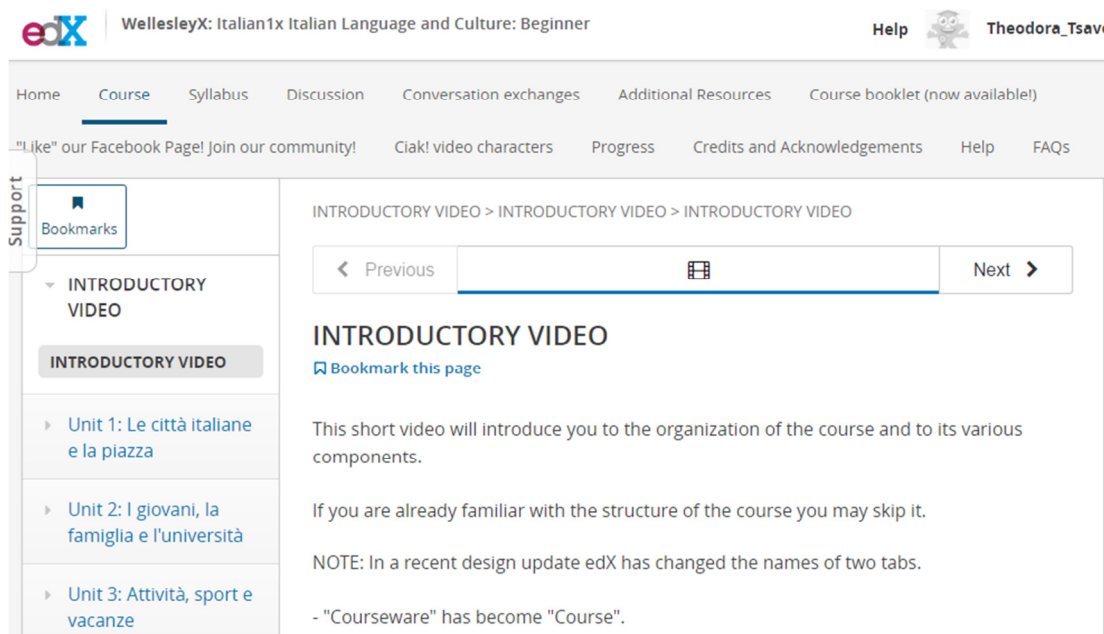 edX
WellesleyX: Italian1x Italian Language and Culture: Beginner
Help
Home
Course
Syllabus
Discussion
Conversation exchanges
Additional Resources
Course booklet (now available!)
"Like" our Facebook Page! Join our community!
Ciak! video characters
Progress
Credits and Acknowledgements
Help
FAQs
Support
Bookmarks
INTRODUCTORY
VIDEO
INTRODUCTORY VIDEO
Unit 1: Le città italiane
e la piazza
Unit 2: I giovani, la
famiglia e l'università
Unit 3: Attività, sport e
vacanze
INTRODUCTORY VIDEO > INTRODUCTORY VIDEO > INTRODUCTORY VIDEO
Previous
Next
INTRODUCTORY VIDEO
Bookmark this page
This short video will introduce you to the organization of the course and to its various
components.
If you are already familiar with the structure of the course you may skip it.
NOTE: In a recent design update edX has changed the names of two tabs.
- "Courseware" has become "Course".